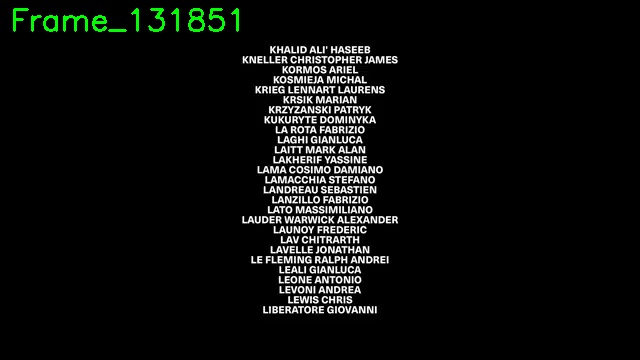 Frame_131851
KHALID ALI' HASEEB
KNELLER CHRISTOPHER JAMES
KORMOS ARIEL
KOSMIEJA MICHAL
KRIEG LENNART LAURENS
KRSIK MARIAN
KRZYZANSKI PATRYK
KUKURYTE DOMINYKA
LA ROTA FABRIZIO
LAGHI GIANLUCA
LAITT MARK ALAN
LAKHERIF YASSINE
LAMA COSIMO DAMIANO
LAMACCHIA STEFANO
LANDREAU SEBASTIEN
LANZILLO FABRIZIO
LATO MASSIMILIANO
LAUDER WARWICK ALEXANDER
LAUNOY FREDERIC
LAV CHITRARTH
LAVELLE JONATHAN
LE FLEMING RALPH ANDREI
LEALI GIANLUCA
LEONE ANTONIO
LEVONI ANDREA
LEWIS CHRIS
LIBERATORE GIOVANNI